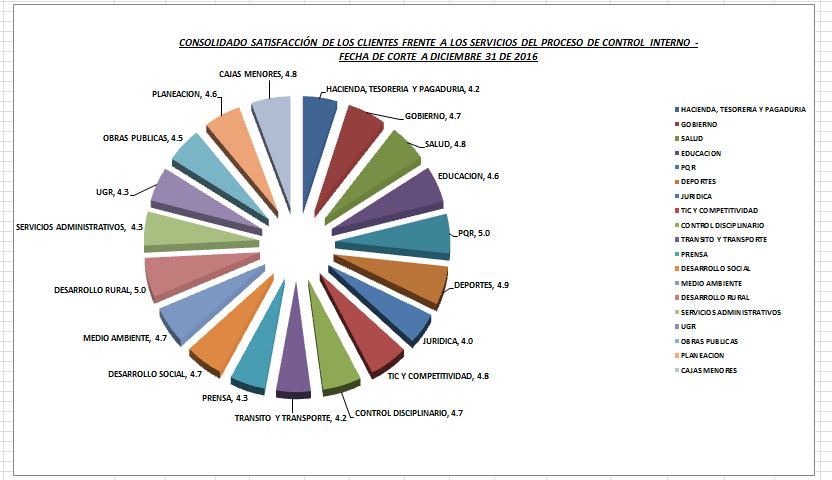 CONSOLIDADO SATISFACCIÓN DE LOS CLIENTES FRENTE A LOS SERVICIOS DEL PROCESO DE CONTROL INTERNO -
FECHA DE CORTE A DICIEMBRE 31 DE 2016
CAJAS MENORES, 4.8
HACIENDA, TESORERIA Y PAGADURIA, 4.2
PLANEACION, 4.6
GOBIERNO, 4.7
OBRAS PUBLICAS, 4.5
SALUD, 4.8
EDUCACION, 4.6
UGR, 4.3
SERVICIOS ADMINISTRATIVOS, 4.3
PQR, 5.0
DESARROLLO RURAL, 5.0
DEPORTES, 4.9
MEDIO AMBIENTE, 4.7
JURIDICA, 4.0
DESARROLLO SOCIAL, 4.7
TIC Y COMPETITIVIDAD, 4.8
PRENSA, 4.3
TRANSITO Y TRANSPORTE, 4.2
CONTROL DISCIPLINARIO, 4.7
HACIENDA, TESORERIA Y PAGADURIA
GOBIERNO
SALUD
EDUCACION
PQR
DEPORTES
JURIDICA
TIC Y COMPETITIVIDAD
CONTROL DISCIPLINARIO
TRANSITO Y TRANSPORTE
PRENSA
DESARROLLO SOCIAL
MEDIO AMBIENTE
DESARROLLO RURAL
SERVICIOS ADMINISTRATIVOS
UGR
OBRAS PUBLICAS
PLANEACION
CAJAS MENORES